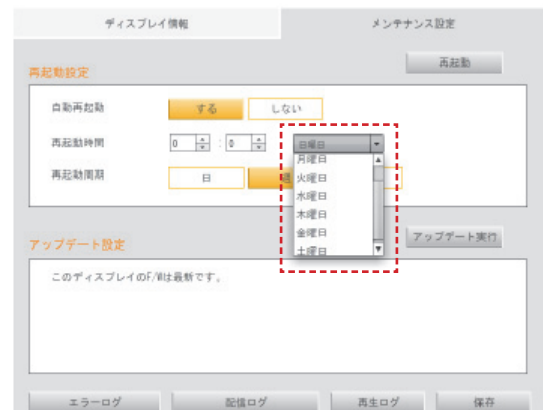 ディスプレイ情報 メンテナンス設定
再起動設定 再起動
自動再起動 する しない
再起動時間 0 : 0 日曜日
月曜日
再起動周期 日 週 火曜日
水曜日
木曜日
金曜日
土曜日
アップデート設定 アップデート実行
このディスプレイのF/Wは最新です。
エラーログ 配信ログ 再生ログ 保存